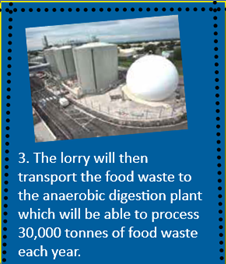 3. The lorry will then
transport the food waste to
the anaerobic digestion plant
which will be able to process
30,000 tonnes of food waste
each year.